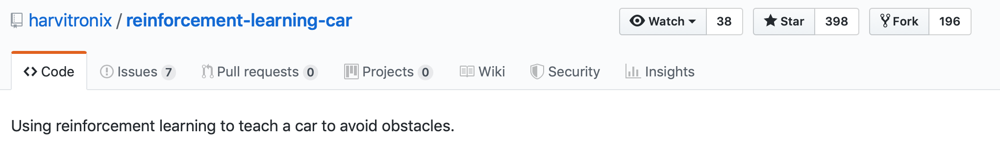 harvitronix / reinforcement-learning-car Watch 38 Star 398 Fork 196
Code Issues 7 Pull requests 0 Projects 0 Wiki Security Insights
Using reinforcement learning to teach a car to avoid obstacles.